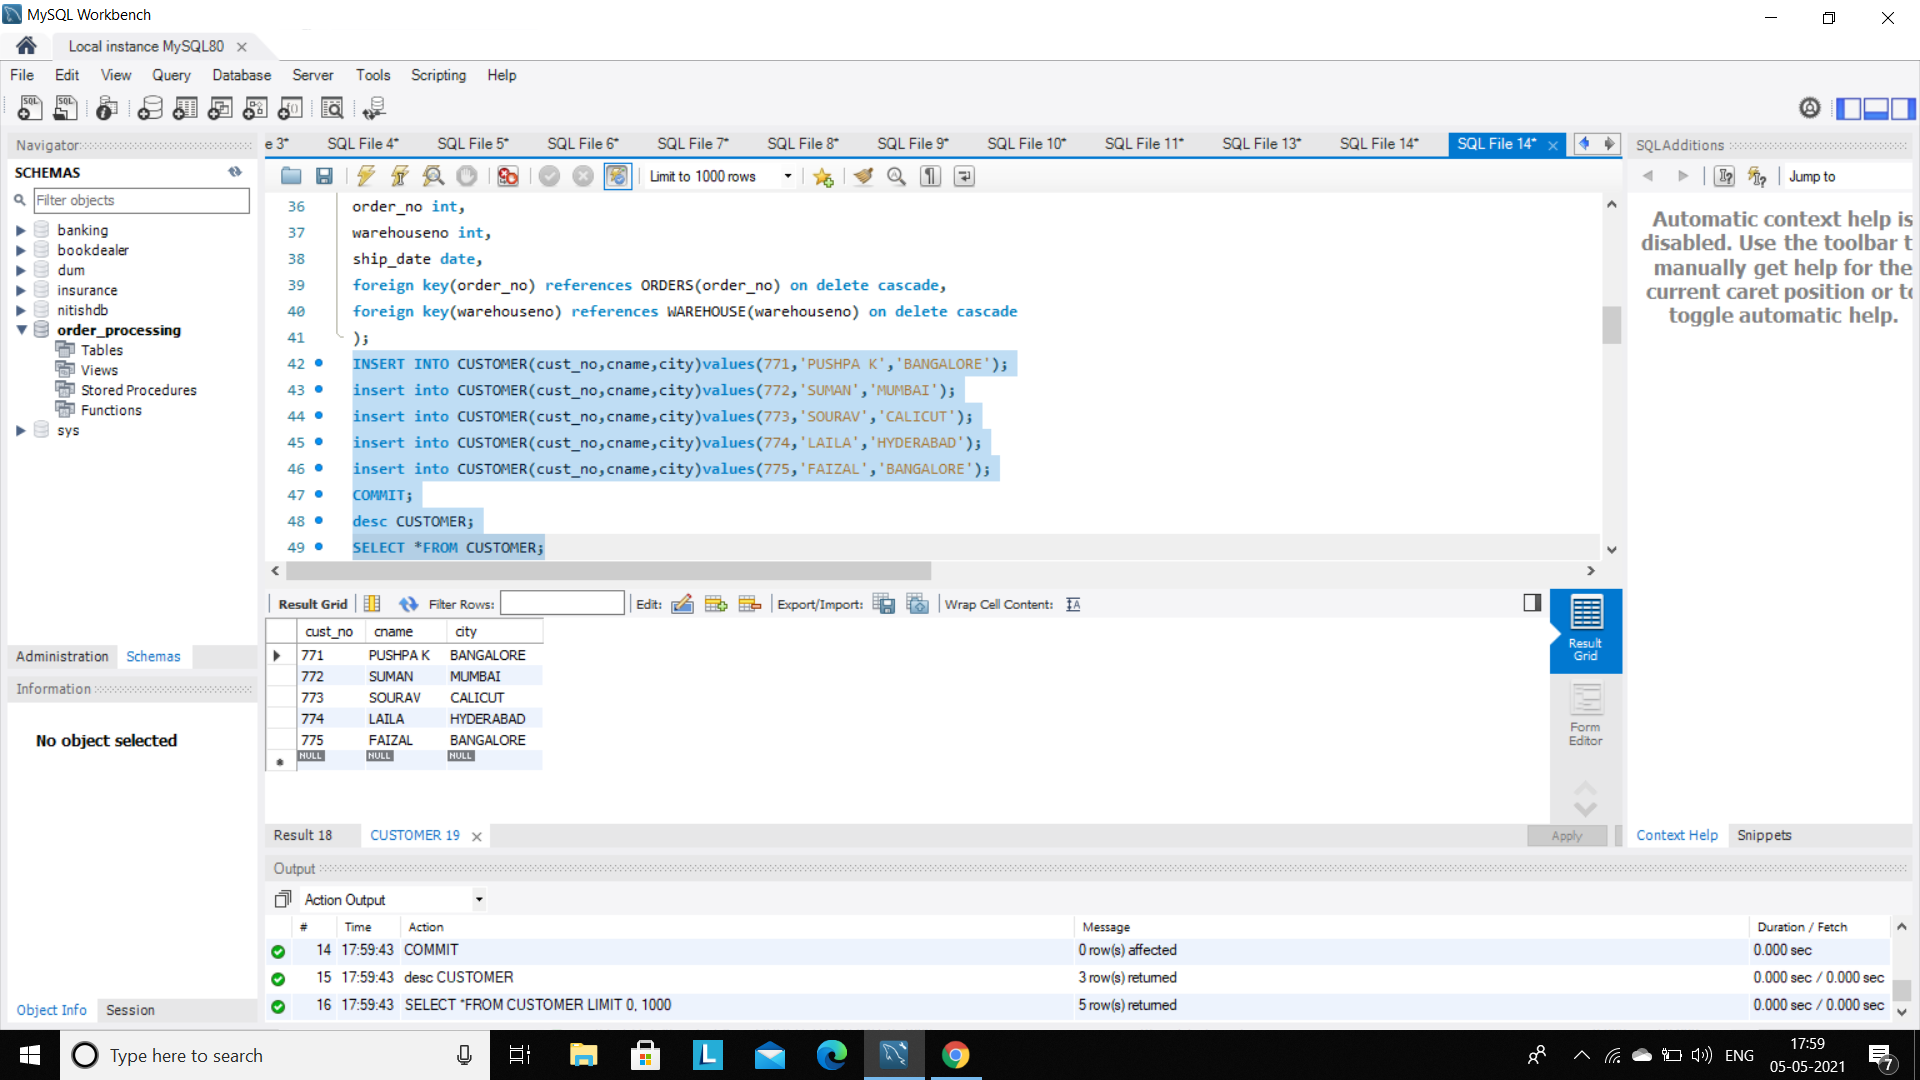 MySQL Workbench
Local instance MySQL80
File Edit View Query Database Server Tools Scripting Help
Navigator
SCHEMAS
Filter objects
banking
bookdealer
dum
insurance
nitishdb
order_processing
Tables
Views
Stored Procedures
Functions
sys
Administration Schemas
Information
No object selected
Object Info Session
e 3* SQL File 4* SQL File 5* SQL File 6* SQL File 7* SQL File 8* SQL File 9* SQL File 10* SQL File 11* SQL File 13* SQL File 14* SQL File 14*
Limit to 1000 rows
36 order_no int,
37 warehouseno int,
38 ship_date date,
39 foreign key(order_no) references ORDERS(order_no) on delete cascade,
40 foreign key(warehouseno) references WAREHOUSE(warehouseno) on delete cascade
41 );
42 INSERT INTO CUSTOMER(cust_no,cname,city)values(771,'PUSHPA K','BANGALORE');
43 insert into CUSTOMER(cust_no,cname,city)values(772,'SUMAN','MUMBAI');
44 insert into CUSTOMER(cust_no,cname,city)values(773,'SOURAV','CALICUT');
45 insert into CUSTOMER(cust_no,cname,city)values(774,'LAILA','HYDERABAD');
46 insert into CUSTOMER(cust_no,cname,city)values(775,'FAIZAL','BANGALORE');
47 COMMIT;
48 desc CUSTOMER;
49 SELECT *FROM CUSTOMER;
Result Grid Filter Rows: Edit: Export/Import: Wrap Cell Content:
cust_no cname city
771 PUSHPA K BANGALORE
772 SUMAN MUMBAI
773 SOURAV CALICUT
774 LAILA HYDERABAD
775 FAIZAL BANGALORE
NULL NULL NULL
Result Grid
Form Editor
Result 18 CUSTOMER 19
Apply
Output
Action Output
# Time Action Message Duration / Fetch
14 17:59:43 COMMIT 0 row(s) affected 0.000 sec
15 17:59:43 desc CUSTOMER 3 row(s) returned 0.000 sec / 0.000 sec
16 17:59:43 SELECT *FROM CUSTOMER LIMIT 0, 1000 5 row(s) returned 0.000 sec / 0.000 sec
SQLAdditions
Jump to
Automatic context help is
disabled. Use the toolbar t
manually get help for the
current caret position or to
toggle automatic help.
Context Help Snippets
Type here to search
ENG
17:59
05-05-2021
7